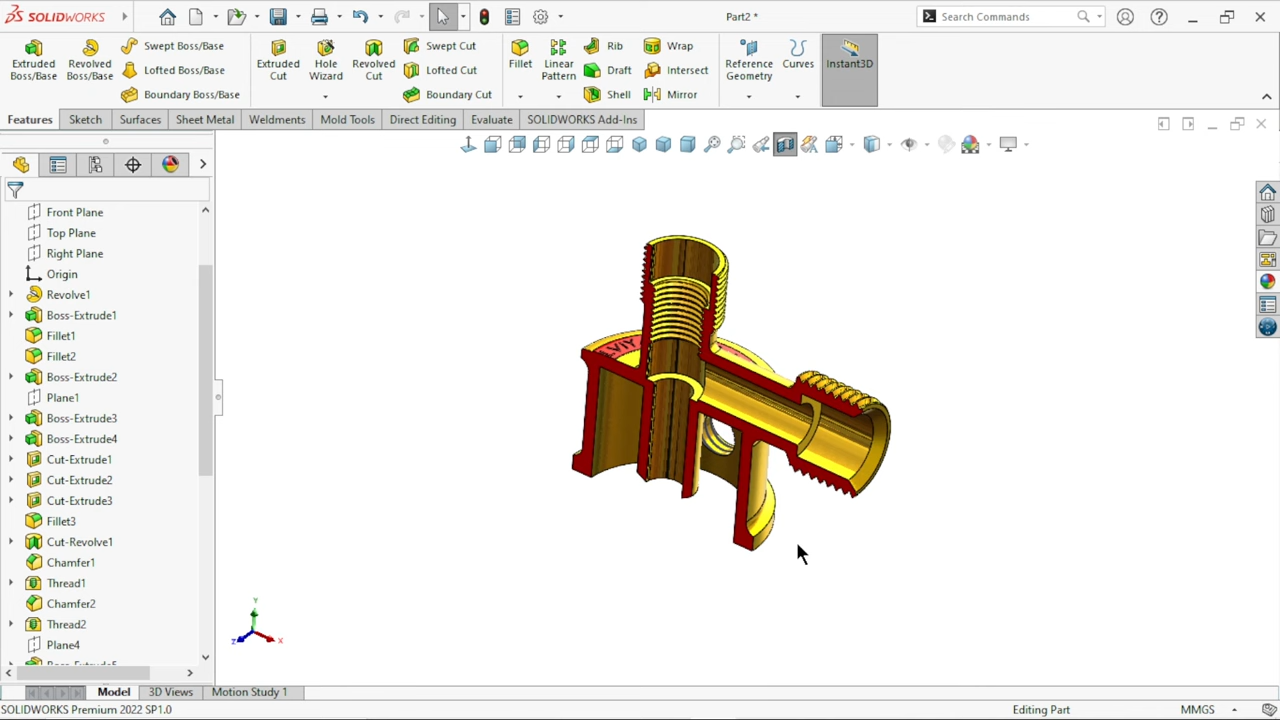 SOLIDWORKS
Part2 *
Search Commands
Extruded Boss/Base
Revolved Boss/Base
Swept Boss/Base
Lofted Boss/Base
Boundary Boss/Base
Extruded Cut
Hole Wizard
Revolved Cut
Swept Cut
Lofted Cut
Boundary Cut
Fillet
Linear Pattern
Rib
Draft
Shell
Wrap
Intersect
Mirror
Reference Geometry
Curves
Instant3D
Features
Sketch
Surfaces
Sheet Metal
Weldments
Mold Tools
Direct Editing
Evaluate
SOLIDWORKS Add-Ins
Front Plane
Top Plane
Right Plane
Origin
Revolve1
Boss-Extrude1
Fillet1
Fillet2
Boss-Extrude2
Plane1
Boss-Extrude3
Boss-Extrude4
Cut-Extrude1
Cut-Extrude2
Cut-Extrude3
Fillet3
Cut-Revolve1
Chamfer1
Thread1
Chamfer2
Thread2
Plane4
Y
Z
X
Model
3D Views
Motion Study 1
SOLIDWORKS Premium 2022 SP1.0
Editing Part
MMGS